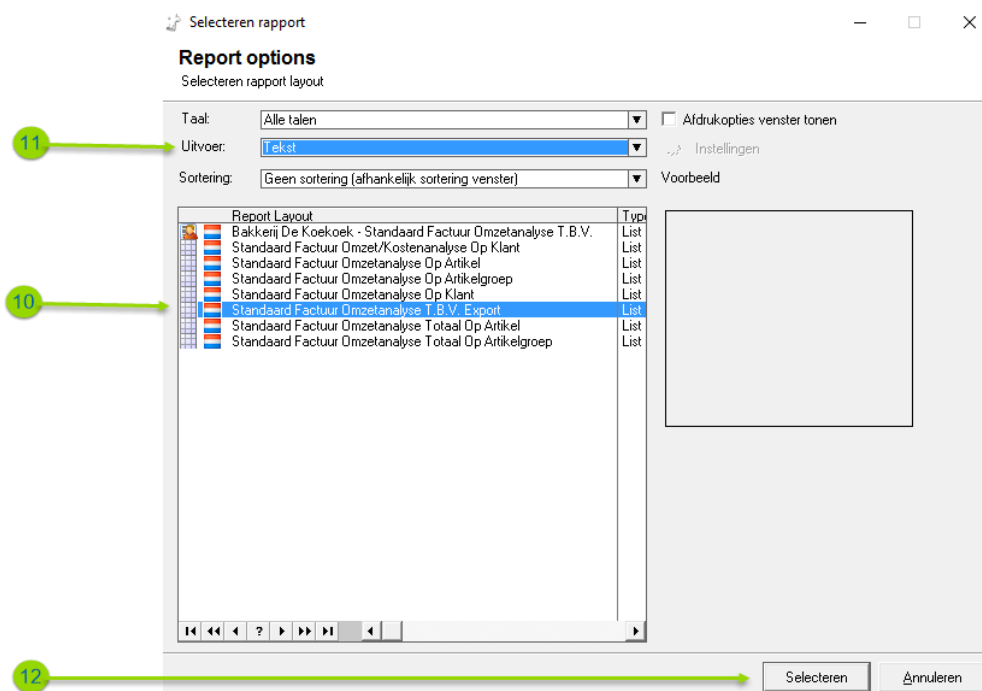 Selecteren rapport
Report options
Selecteren rapport layout
Taal: Alle talen
Afdrukopties venster tonen
11
Uitvoer: Tekst
Instellingen
Sortering: Geen sortering (afhankelijk sortering venster)
Voorbeeld
Report Layout Type
Bakkerij De Koekoek - Standaard Factuur Omzetanalyse T.B.V. List
Standaard Factuur Omzet/Kostenanalyse Op Klant List
Standaard Factuur Omzetanalyse Op Artikel List
Standaard Factuur Omzetanalyse Op Artikelgroep List
Standaard Factuur Omzetanalyse Op Klant List
10
Standaard Factuur Omzetanalyse T.B.V. Export List
Standaard Factuur Omzetanalyse Totaal Op Artikel List
Standaard Factuur Omzetanalyse Totaal Op Artikelgroep List
?
12
Selecteren Annuleren